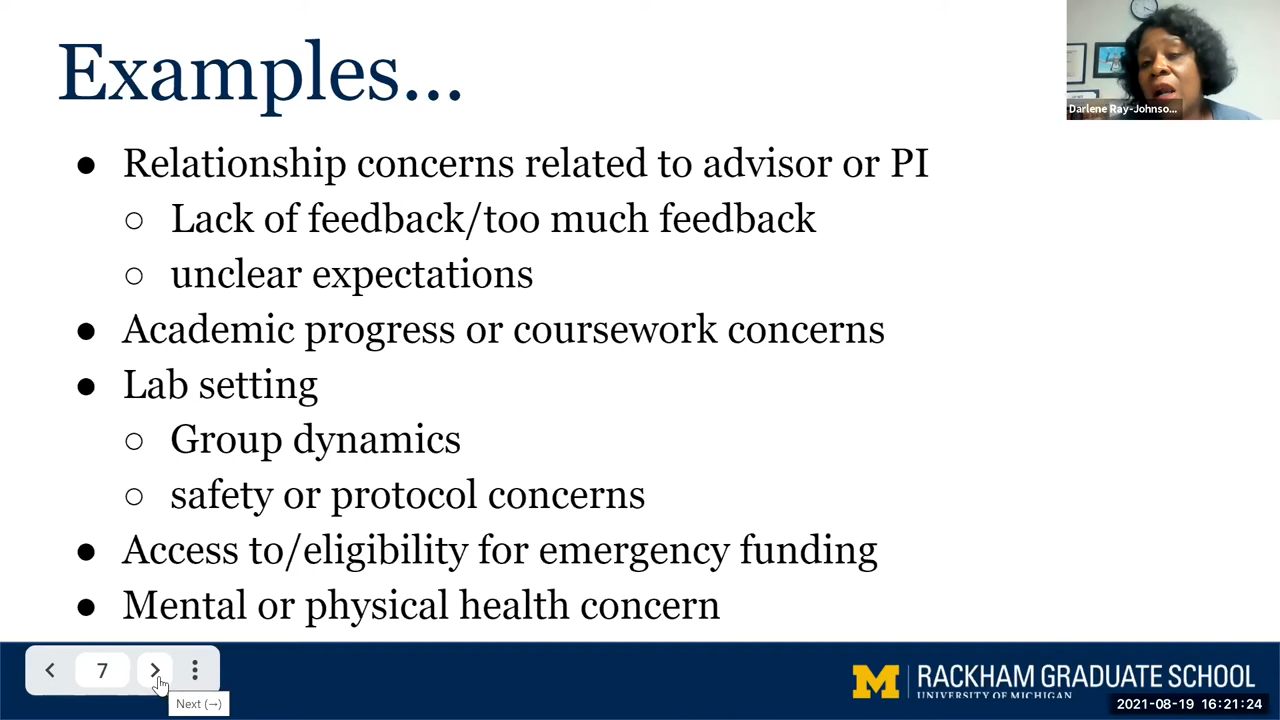 Examples...
Darlene Ray-Johnso...
● Relationship concerns related to advisor or PI
○ Lack of feedback/too much feedback
○ unclear expectations
● Academic progress or coursework concerns
● Lab setting
○ Group dynamics
○ safety or protocol concerns
● Access to/eligibility for emergency funding
● Mental or physical health concern
7
Next (→)
M RACKHAM GRADUATE SCHOOL
UNIVERSITY OF MICHIGAN
2021-08-19 16:21:24